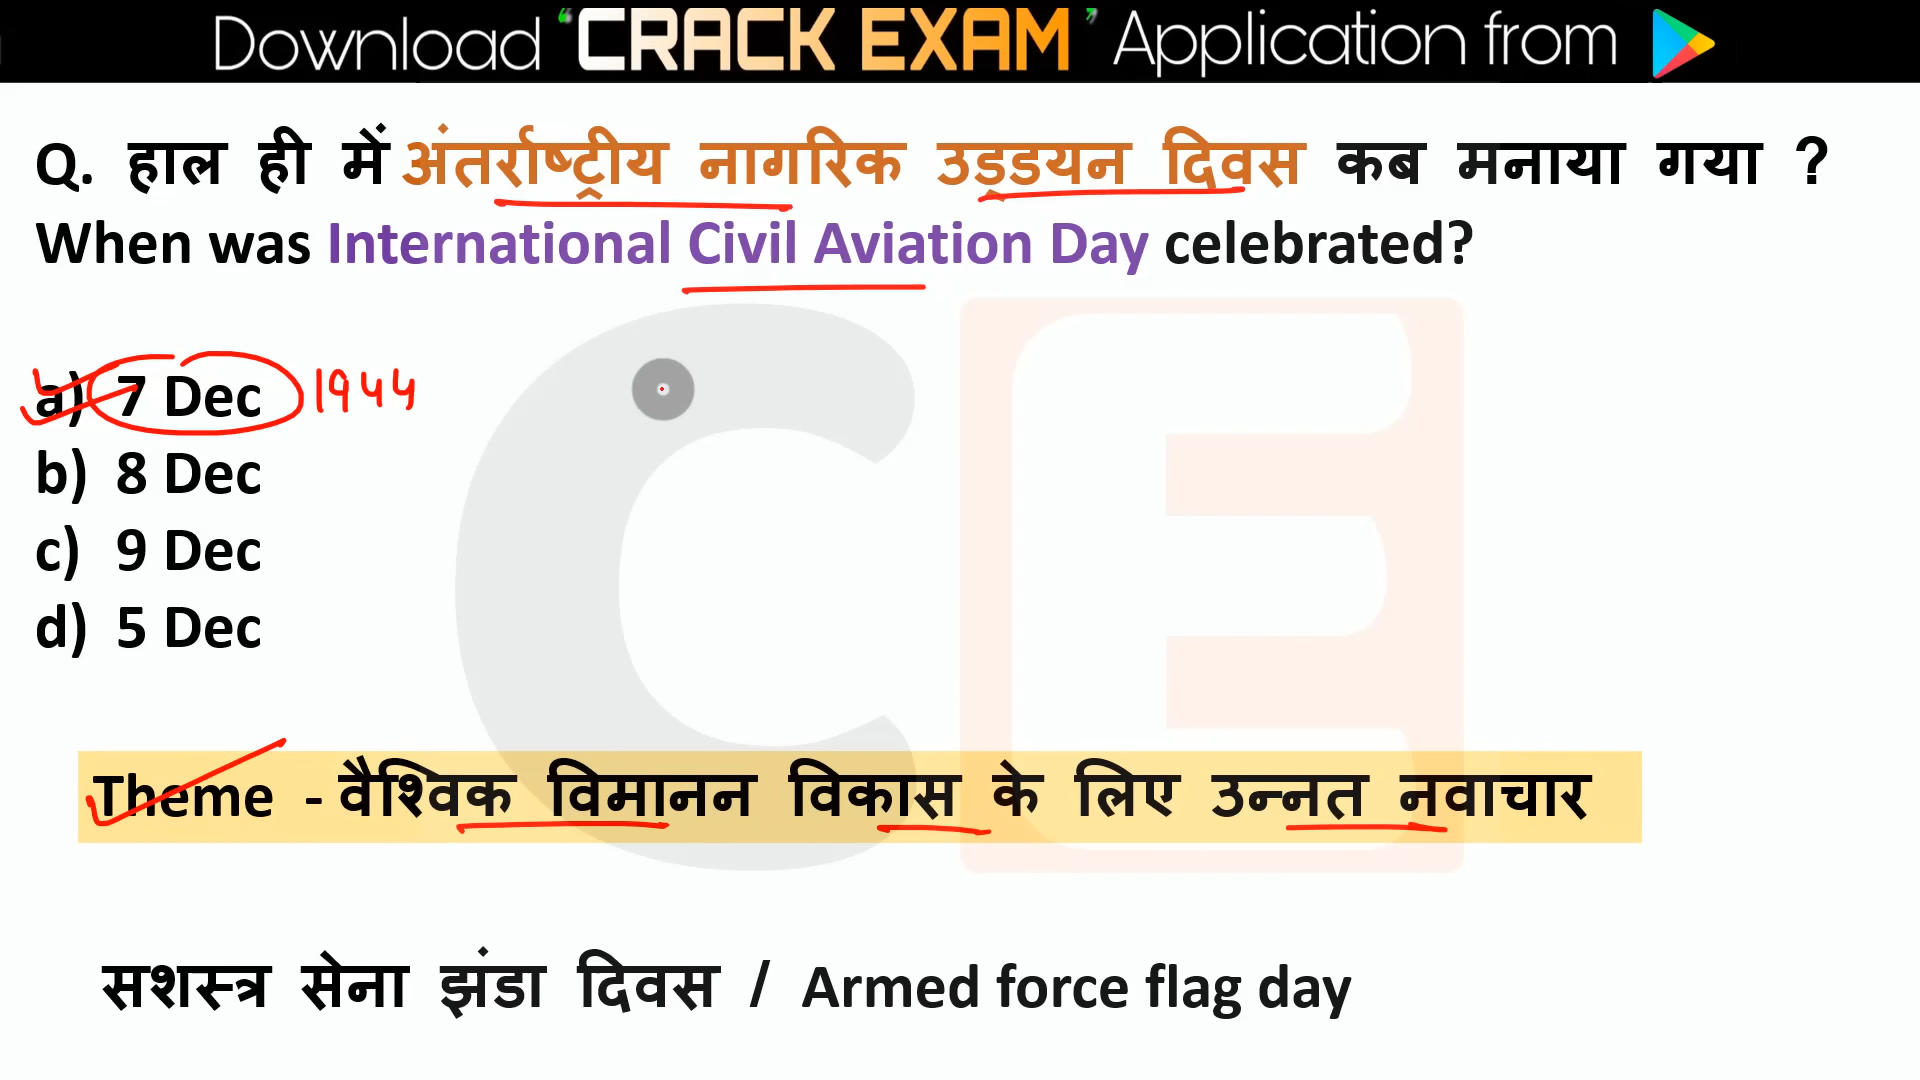 Download ‘CRACK EXAM’ Application from
Q. हाल ही में अंतर्राष्ट्रीय नागरिक उड्डयन दिवस कब मनाया गया ?
When was International Civil Aviation Day celebrated?
a) 7 Dec 1944
b) 8 Dec
c) 9 Dec
d) 5 Dec
Theme - वैश्विक विमानन विकास के लिए उन्नत नवाचार
सशस्त्र सेना झंडा दिवस / Armed force flag day
CE